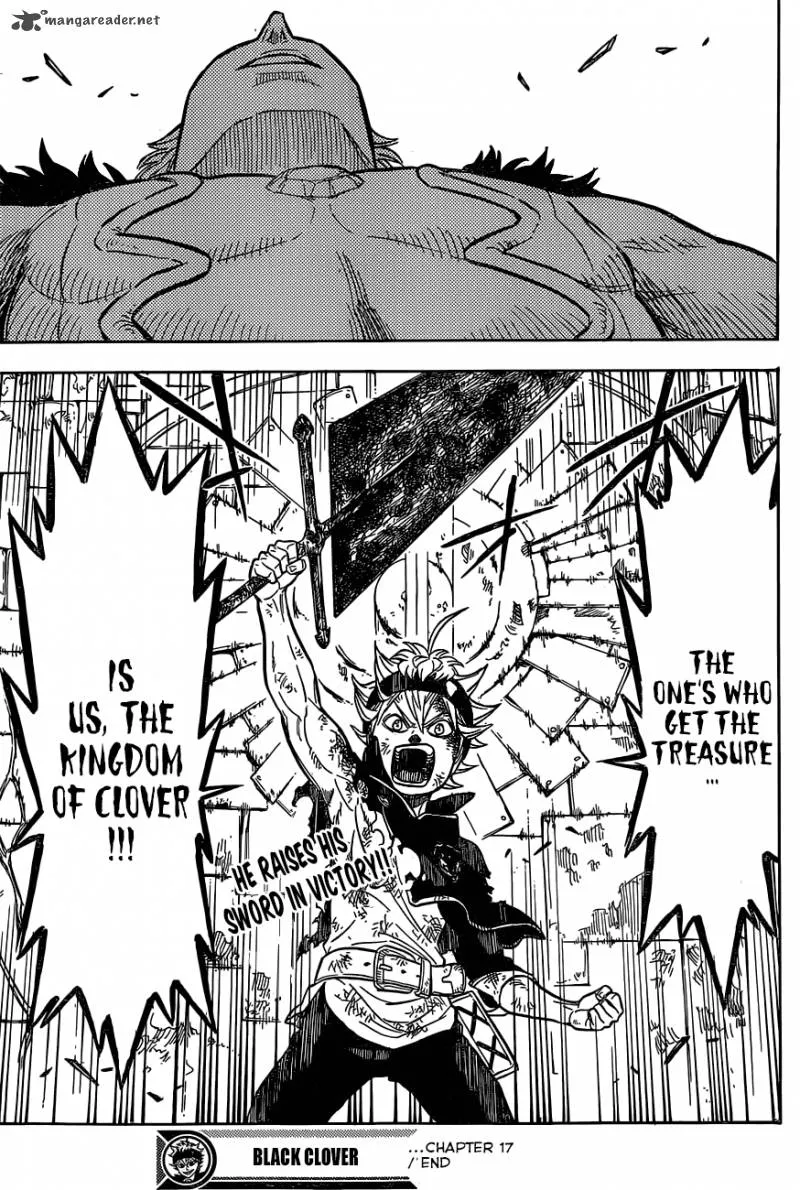 mangareader.net
THE
ONE'S WHO
GET THE
TREASURE
...
IS
US, THE
KINGDOM
OF CLOVER
!!!
HE RAISES HIS
SWORD IN VICTORY!!
BLACK CLOVER
...CHAPTER 17
/ END